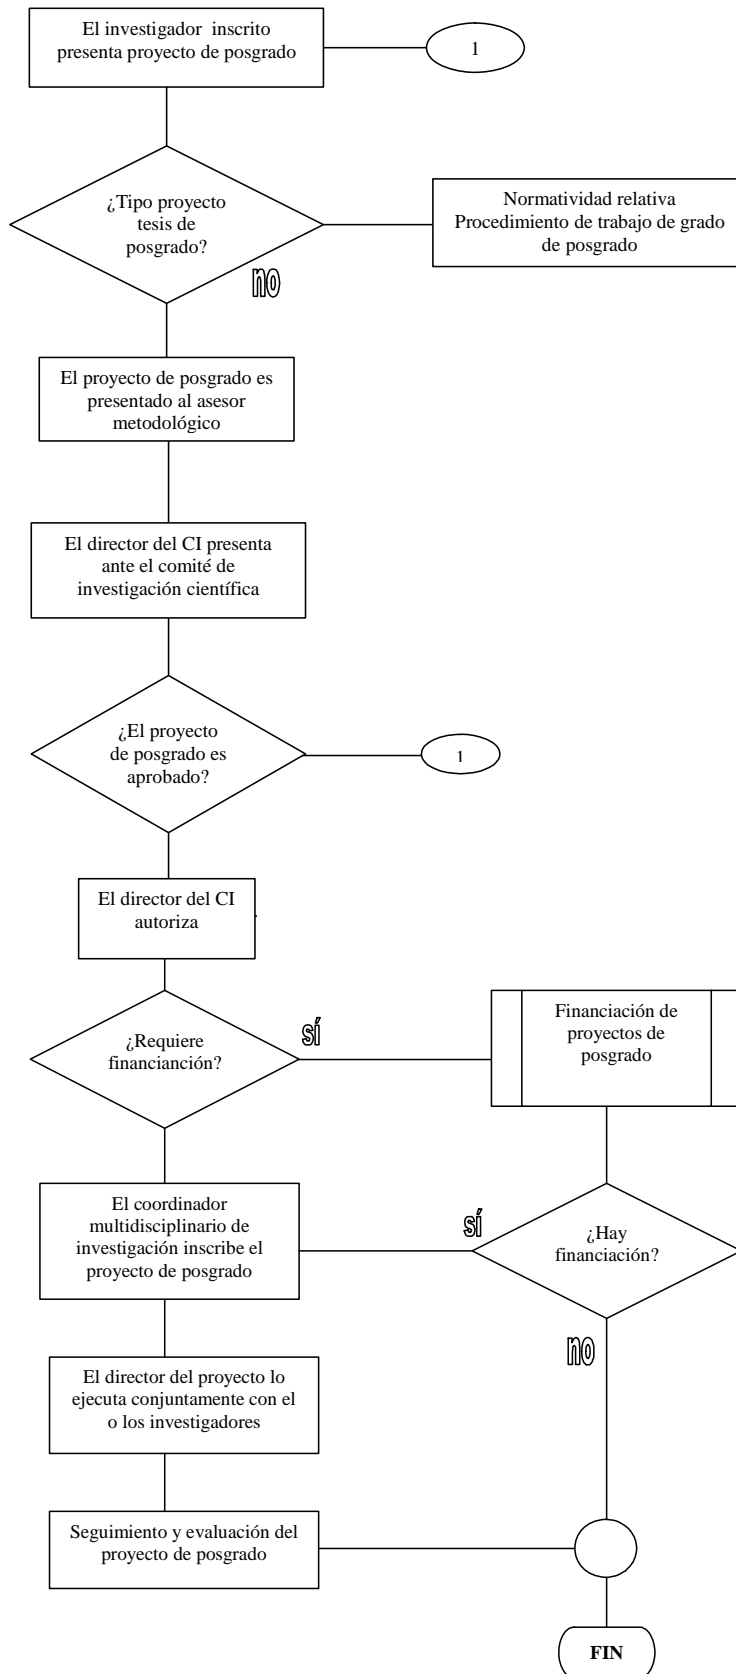 El investigador inscrito
presenta proyecto de posgrado
1
¿Tipo proyecto
tesis de
posgrado?
Normatividad relativa
Procedimiento de trabajo de grado
de posgrado
no
El proyecto de posgrado es
presentado al asesor
metodológico
El director del CI presenta
ante el comité de
investigación científica
¿El proyecto
de posgrado es
aprobado?
1
El director del CI
autoriza
¿Requiere
financianción?
sí
Financiación de
proyectos de
posgrado
El coordinador
multidisciplinario de
investigación inscribe el
proyecto de posgrado
sí
¿Hay
financiación?
no
El director del proyecto lo
ejecuta conjuntamente con el
o los investigadores
Seguimiento y evaluación del
proyecto de posgrado
FIN